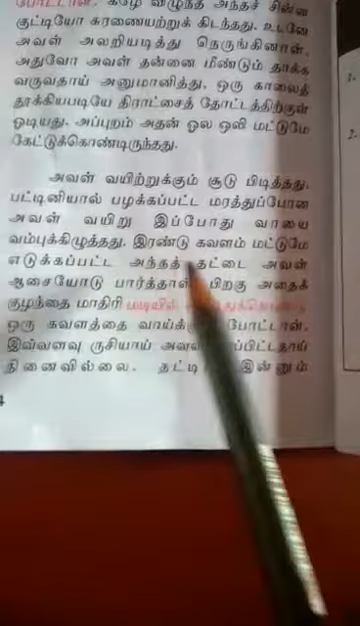 போட்டாள். கீழே விழுந்த அந்தச் சின்ன
குட்டியோ சுரணையற்றுக் கிடந்தது. உடனே
அவள் அலறியடித்து நெருங்கினாள்.
அதுவோ அவள் தன்னை மீண்டும் தாக்க
வருவதாய் அனுமானித்து, ஒரு காலைத்
தூக்கியபடியே திராட்சைத் தோட்டத்திற்குள்
ஓடியது. அப்புறம் அதன் ஓல ஒலி மட்டுமே
கேட்டுக்கொண்டிருந்தது.
அவள் வயிற்றுக்கும் சூடு பிடித்தது.
பட்டினியால் பழக்கப்பட்ட மரத்துப்போன
அவள் வயிறு இப்போது வாயை
வம்புக்கிழுத்தது. இரண்டு கவளம் மட்டுமே
எடுக்கப்பட்ட அந்தத் தட்டை அவள்
ஆசையோடு பார்த்தாள். பிறகு அதைக்
குழந்தை மாதிரி மடியில்
ஒரு கவளத்தை போட்டாள்.
இவ்வளவு ருசியாய்
நினைவில்லை. இன்னும்